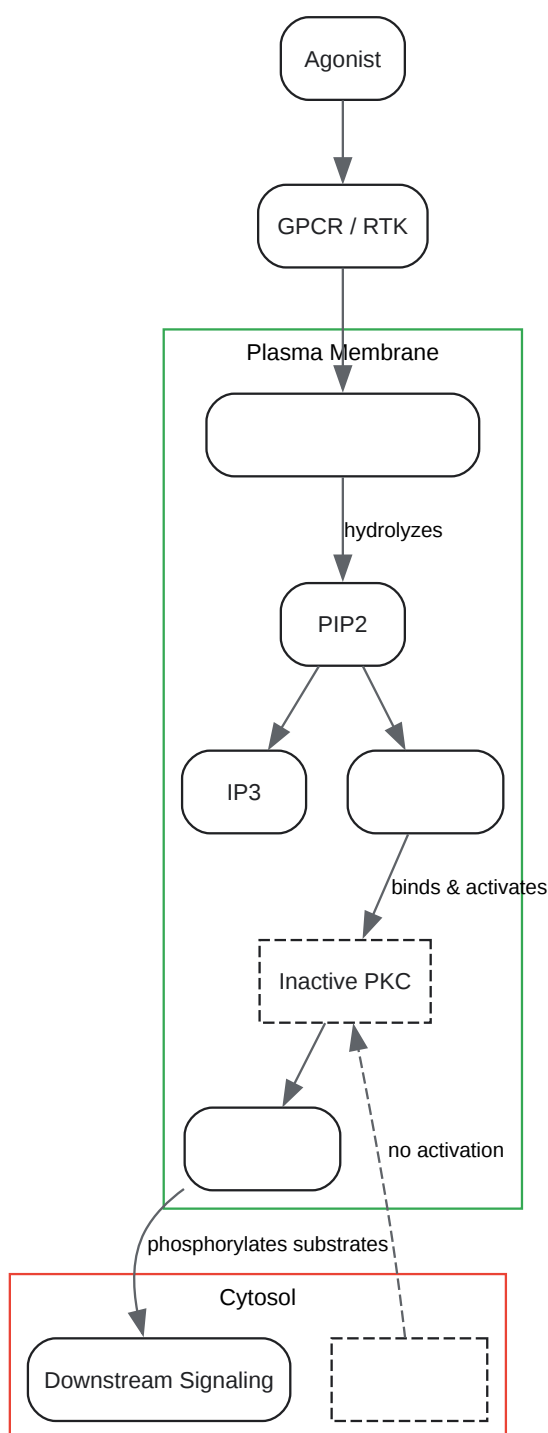 Agonist
GPCR / RTK
Plasma Membrane
hydrolyzes
PIP2
IP3
binds & activates
Inactive PKC
no activation
phosphorylates substrates
Cytosol
Downstream Signaling